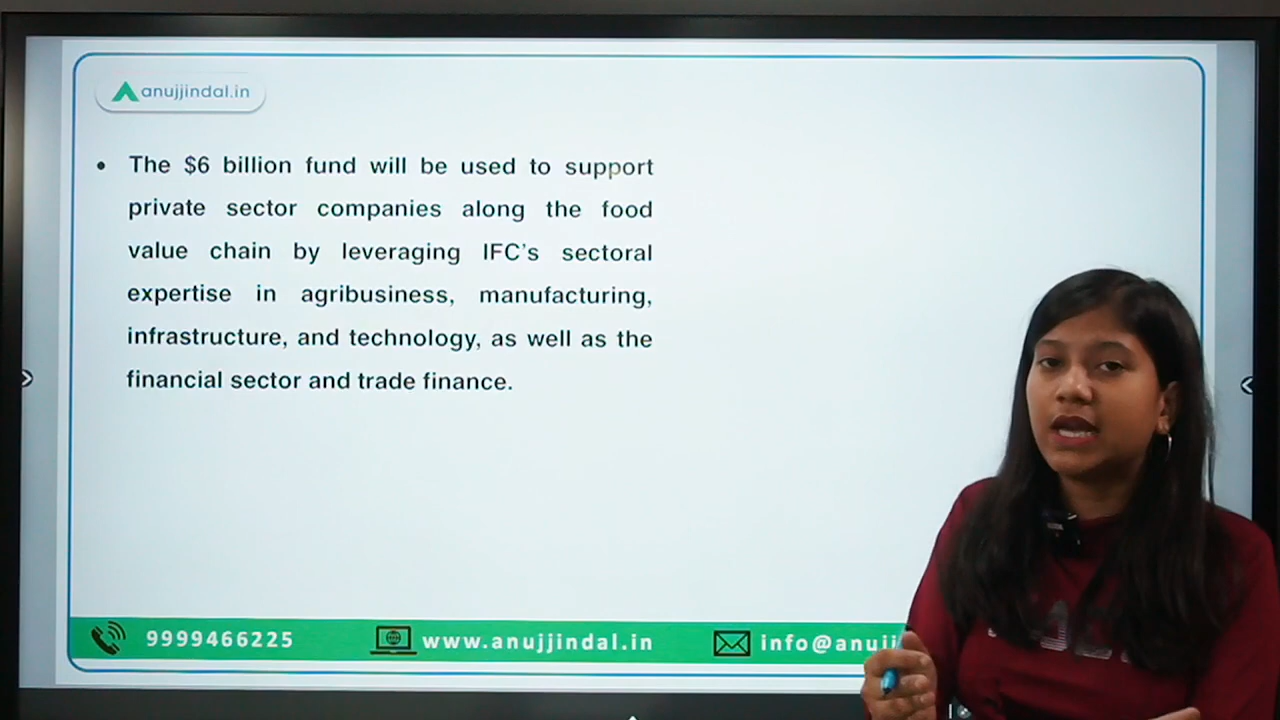 anujjindal.in
• The $6 billion fund will be used to support
private sector companies along the food
value chain by leveraging IFC's sectoral
expertise in agribusiness, manufacturing,
infrastructure, and technology, as well as the
financial sector and trade finance.
9999466225 www.anujjindal.in info@anujj